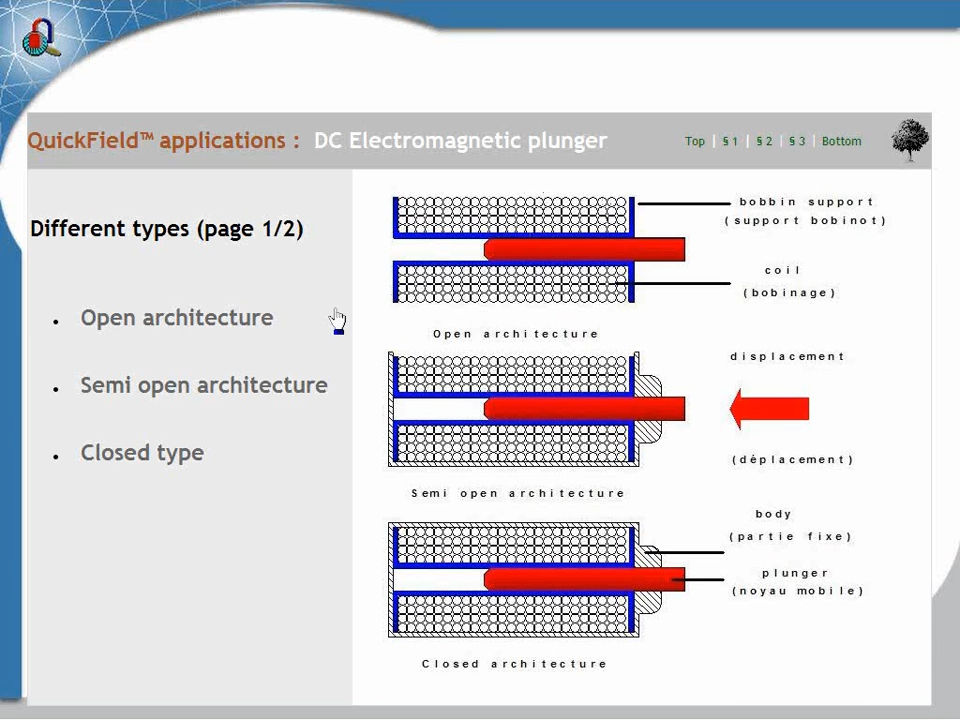 QuickField™ applications : DC Electromagnetic plunger
Top | § 1 | § 2 | § 3 | Bottom
Different types (page 1/2)
• Open architecture
• Semi open architecture
• Closed type
bobbin support
(support bobinot)
coil
(bobinage)
Open architecture
displacement
(déplacement)
Semi open architecture
body
(partie fixe)
plunger
(noyau mobile)
Closed architecture